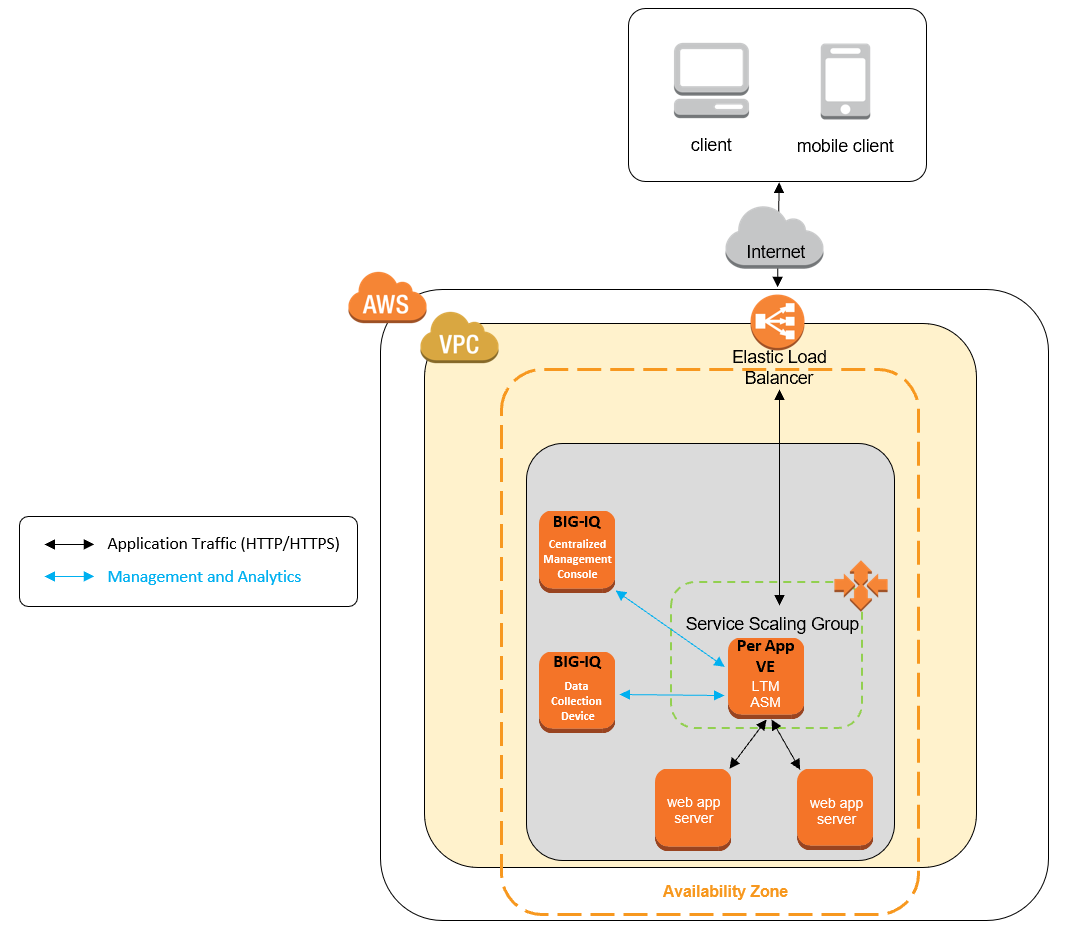 client
mobile client
Internet
AWS
VPC
Elastic Load
Balancer
Application Traffic (HTTP/HTTPS)
Management and Analytics
BIG-IQ
Centralized
Management
Console
Service Scaling Group
Per App
VE
LTM
ASM
BIG-IQ
Data
Collection
Device
web app
server
web app
server
Availability Zone